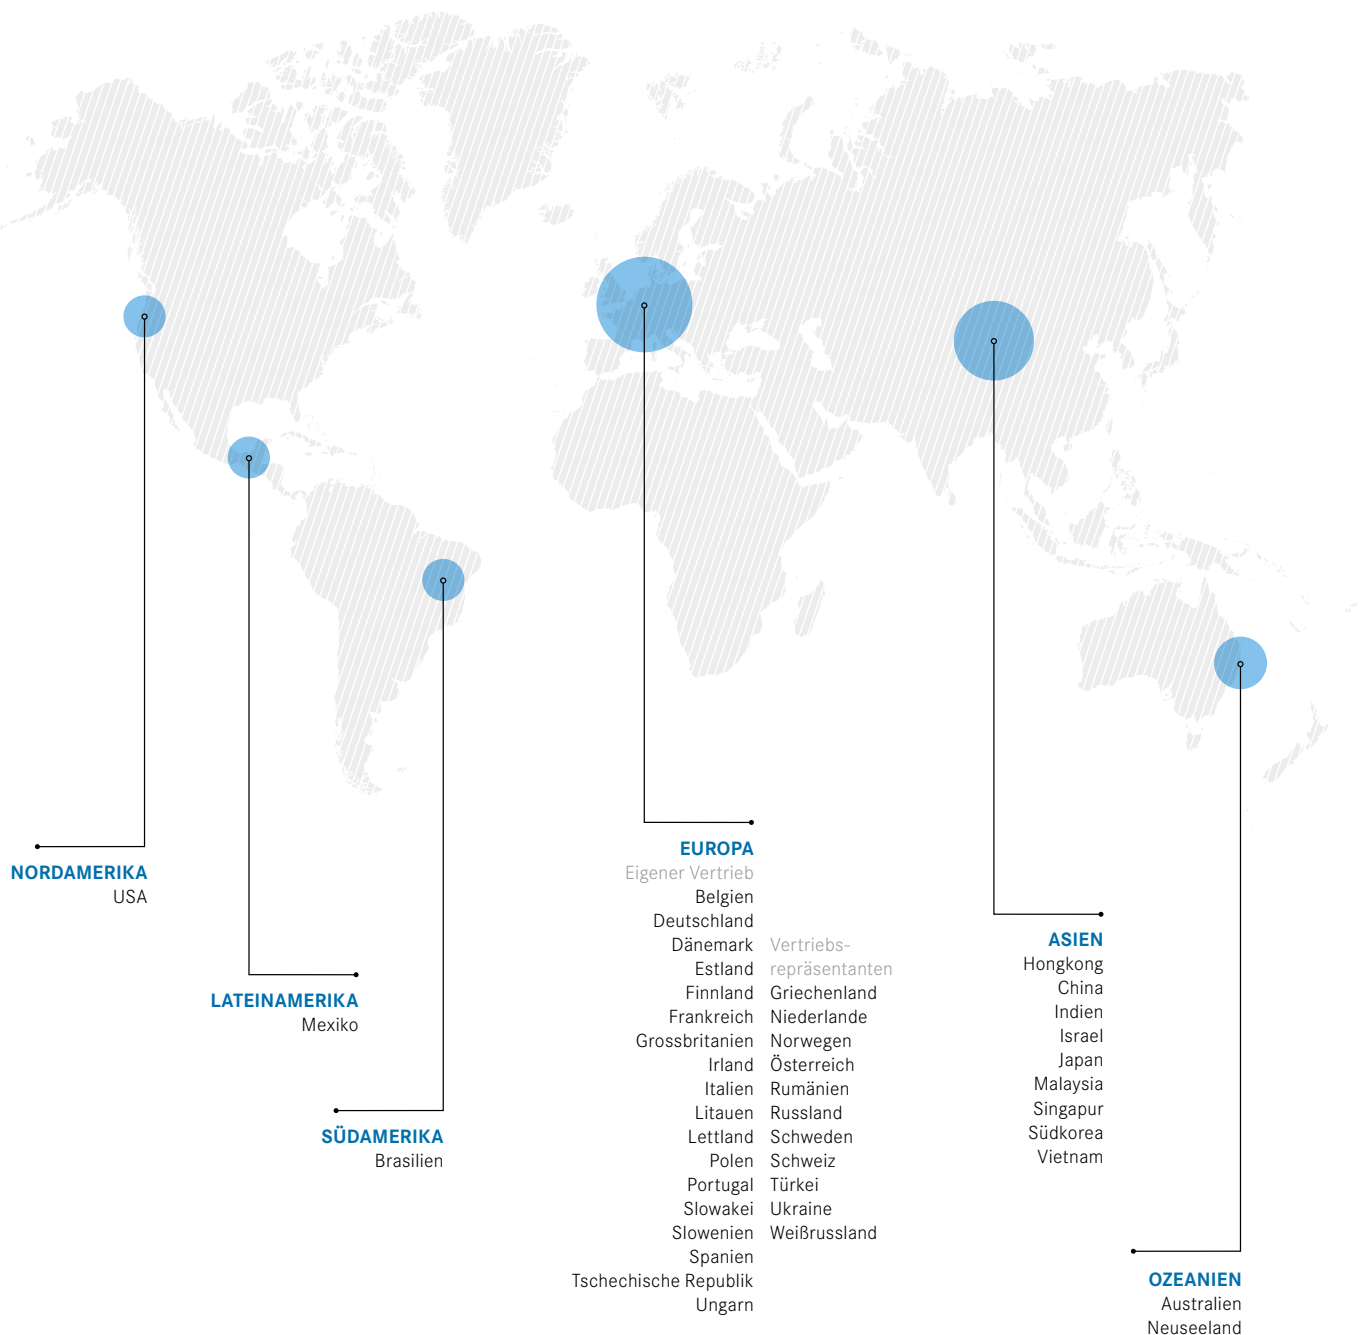 NORDAMERIKA
USA
LATEINAMERIKA
Mexiko
SÜDAMERIKA
Brasilien
EUROPA
Eigener Vertrieb
Belgien
Deutschland
Dänemark
Estland
Finnland
Frankreich
Grossbritanien
Irland
Italien
Litauen
Lettland
Polen
Portugal
Slowakei
Slowenien
Spanien
Tschechische Republik
Ungarn
Vertriebs-
repräsentanten
Griechenland
Niederlande
Norwegen
Österreich
Rumänien
Russland
Schweden
Schweiz
Türkei
Ukraine
Weißrussland
ASIEN
Hongkong
China
Indien
Israel
Japan
Malaysia
Singapur
Südkorea
Vietnam
OZEANIEN
Australien
Neuseeland